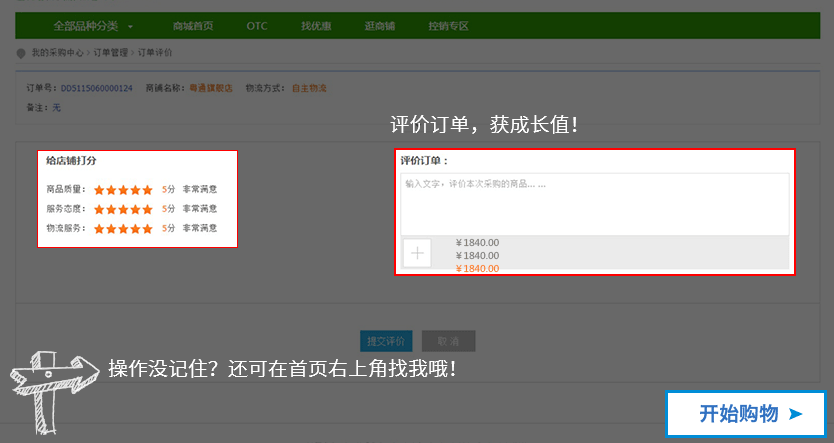 全部品种分类 商城首页 OTC 找优惠 逛商铺 控销专区
我的采购中心 > 订单管理 > 订单评价
订单号：DD5115060000124 商铺名称：粤通旗舰店 物流方式： 自主物流
备注：无
评价订单，获成长值！
给店铺打分
商品质量： 5分 非常满意
服务态度： 5分 非常满意
物流服务： 5分 非常满意
评价订单：
输入文字，评价本次采购的商品... ...
￥1840.00
￥1840.00
￥1840.00
提交评价 取 消
操作没记住？还可在首页右上角找我哦！
开始购物